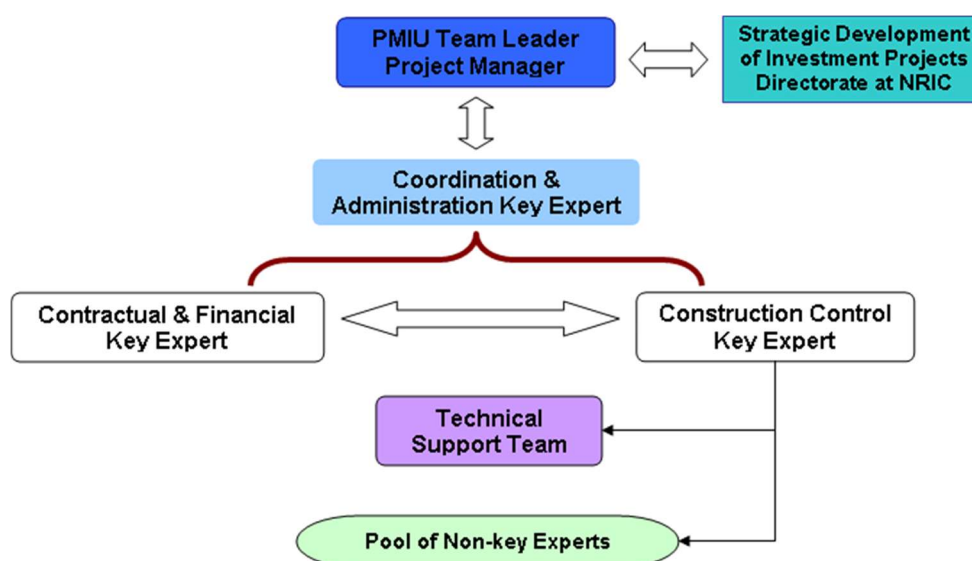 PMIU Team Leader
Project Manager
Strategic Development
of Investment Projects
Directorate at NRIC
Coordination &
Administration Key Expert
Contractual & Financial
Key Expert
Construction Control
Key Expert
Technical
Support Team
Pool of Non-key Experts